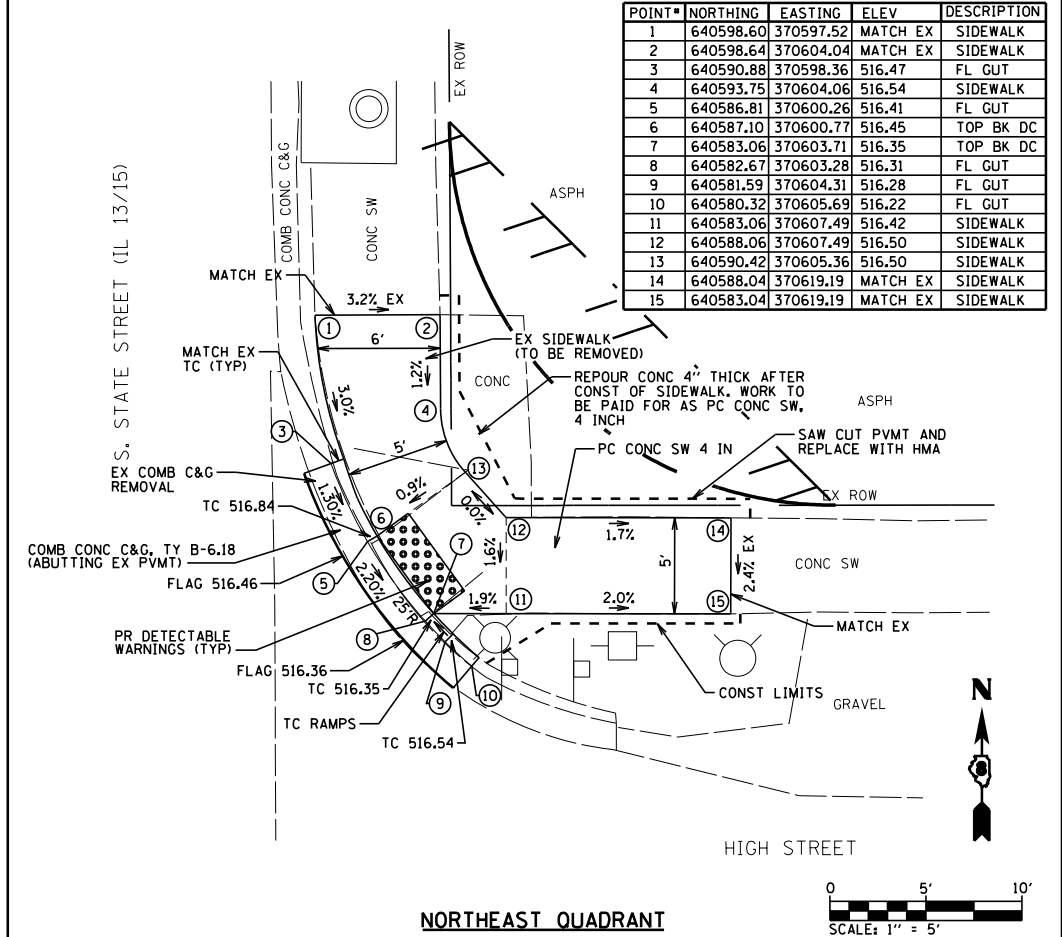 POINT# NORTHING EASTING ELEV DESCRIPTION
1 640598.60 370597.52 MATCH EX SIDEWALK
2 640598.64 370604.04 MATCH EX SIDEWALK
3 640590.88 370598.36 516.47 FL GUT
4 640593.75 370604.06 516.54 SIDEWALK
5 640586.81 370600.26 516.41 FL GUT
6 640587.10 370600.77 516.45 TOP BK DC
7 640583.06 370603.71 516.35 TOP BK DC
8 640582.67 370603.28 516.31 FL GUT
9 640581.59 370604.31 516.28 FL GUT
10 640580.32 370605.69 516.22 FL GUT
11 640583.06 370607.49 516.42 SIDEWALK
12 640588.06 370607.49 516.50 SIDEWALK
13 640590.42 370605.36 516.50 SIDEWALK
14 640588.04 370619.19 MATCH EX SIDEWALK
15 640583.04 370619.19 MATCH EX SIDEWALK
EX ROW
S. STATE STREET (IL 13/15)
COMB CONC C&G
CONC SW
ASPH
MATCH EX
3.2% EX
1
2
6'
EX SIDEWALK
(TO BE REMOVED)
MATCH EX
TC (TYP)
1.2%
CONC
REPOUR CONC 4" THICK AFTER
CONST OF SIDEWALK. WORK TO
BE PAID FOR AS PC CONC SW,
4 INCH
3.0%
4
ASPH
3
5'
PC CONC SW 4 IN
SAW CUT PVMT AND
REPLACE WITH HMA
EX COMB C&G
REMOVAL
13
1.30%
0.9%
0.0%
EX ROW
TC 516.84
6
12
14
1.7%
COMB CONC C&G, TY B-6.18
(ABUTTING EX PVMT)
7
1.6%
5'
2.4% EX
CONC SW
FLAG 516.46
5
2.20%
25'R
1.9%
11
2.0%
15
8
PR DETECTABLE
WARNINGS (TYP)
MATCH EX
FLAG 516.36
TC 516.35
10
CONST LIMITS
9
GRAVEL
TC RAMPS
TC 516.54
N
8
HIGH STREET
0 5' 10'
NORTHEAST QUADRANT
SCALE: 1" = 5'